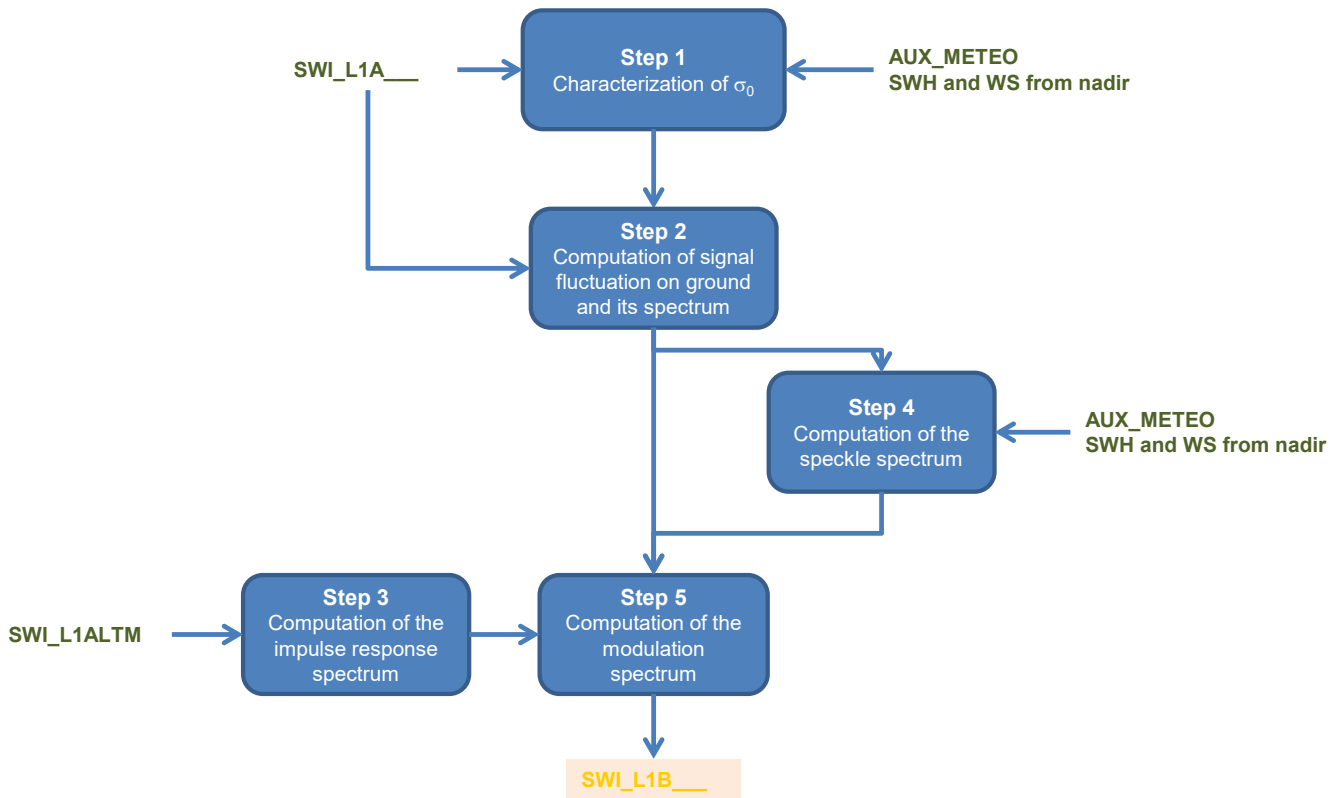 Step 1
Characterization of σ0
SWI_L1A___
AUX_METEO
SWH and WS from nadir
Step 2
Computation of signal
fluctuation on ground
and its spectrum
Step 4
Computation of the
speckle spectrum
AUX_METEO
SWH and WS from nadir
Step 3
Computation of the
impulse response
spectrum
Step 5
Computation of the
modulation
spectrum
SWI_L1ALTM
SWI_L1B___